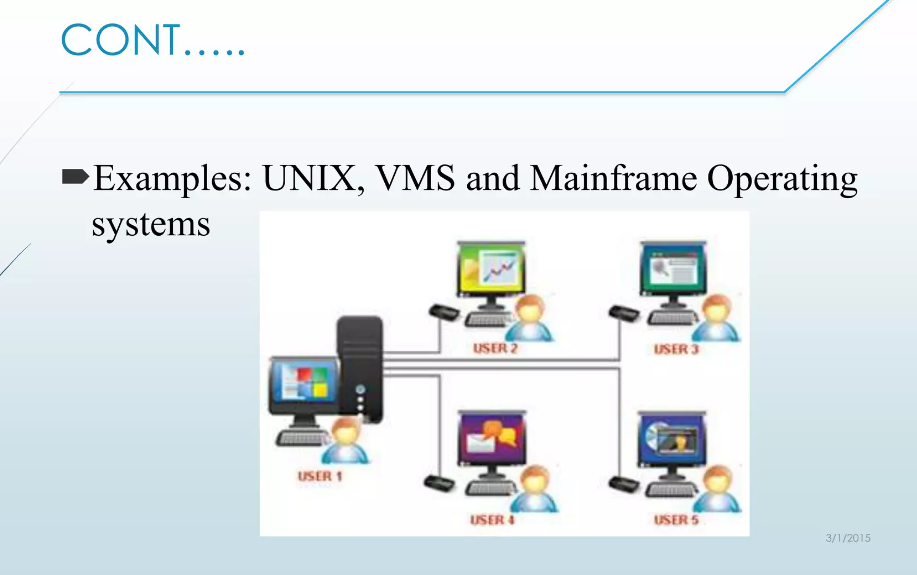 CONT…..
Examples: UNIX, VMS and Mainframe Operating
systems
USER 2
USER 3
USER 1
USER 4
USER 5
3/1/2015